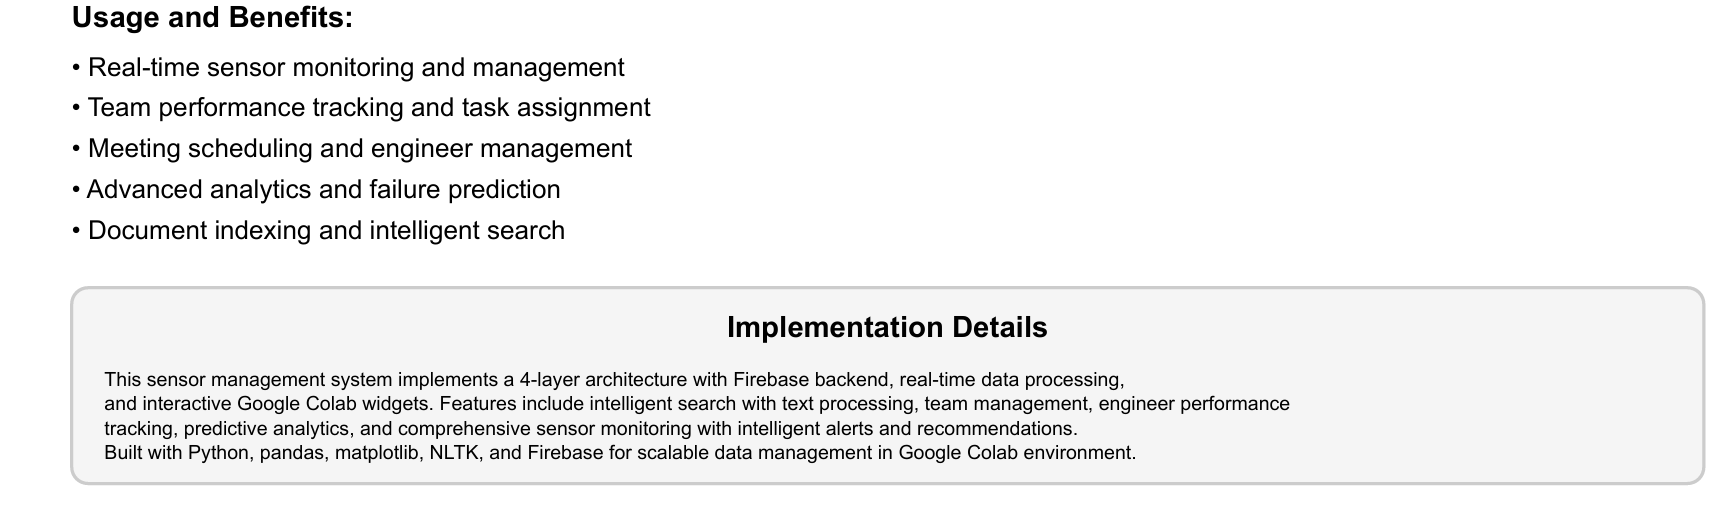 Usage and Benefits:
• Real-time sensor monitoring and management
• Team performance tracking and task assignment
• Meeting scheduling and engineer management
• Advanced analytics and failure prediction
• Document indexing and intelligent search
Implementation Details
This sensor management system implements a 4-layer architecture with Firebase backend, real-time data processing,
and interactive Google Colab widgets. Features include intelligent search with text processing, team management, engineer performance
tracking, predictive analytics, and comprehensive sensor monitoring with intelligent alerts and recommendations.
Built with Python, pandas, matplotlib, NLTK, and Firebase for scalable data management in Google Colab environment.